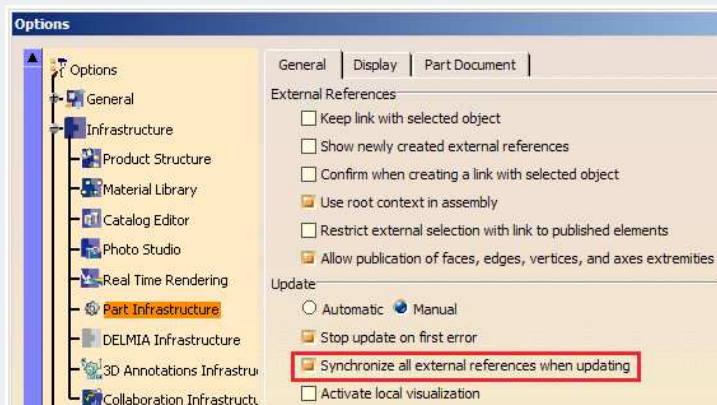 Options
Options
General
Infrastructure
Product Structure
Material Library
Catalog Editor
Photo Studio
Real Time Rendering
Part Infrastructure
DELMIA Infrastructure
3D Annotations Infrastru
Collaboration Infrastructu
General Display Part Document
External References
Keep link with selected object
Show newly created external references
Confirm when creating a link with selected object
Use root context in assembly
Restrict external selection with link to published elements
Allow publication of faces, edges, vertices, and axes extremities
Update
Automatic Manual
Stop update on first error
Synchronize all external references when updating
Activate local visualization